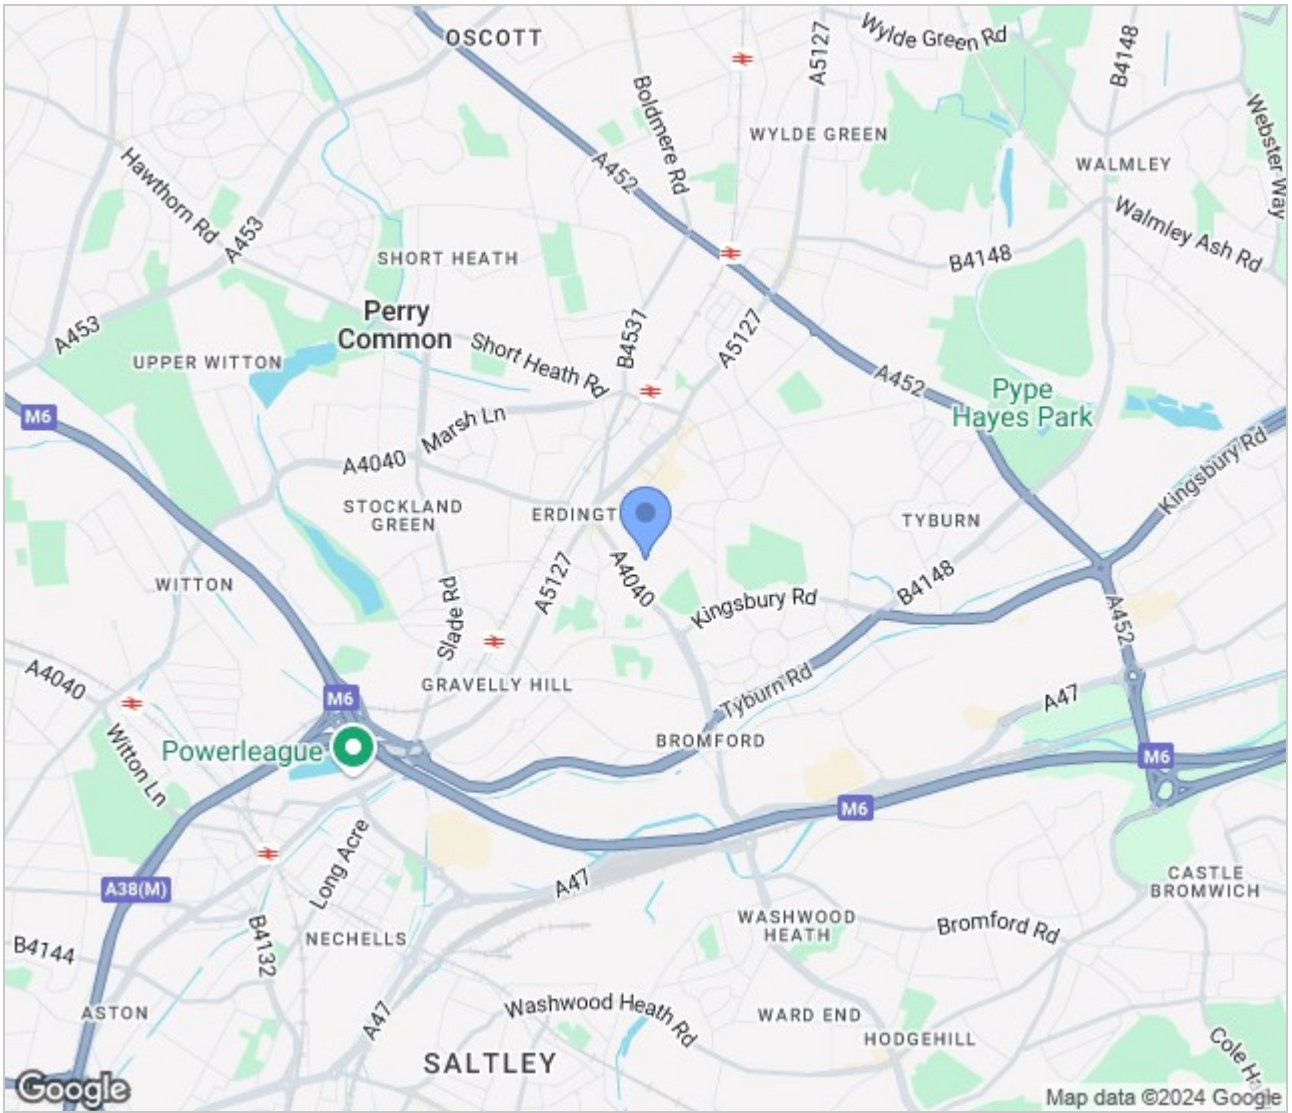 OSCOTT
Wylde Green Rd
A5127
B4148
Boldmere Rd
WYLDE GREEN
Webster Way
A452
WALMLEY
Hawthorn Rd
A453
Walmley Ash Rd
SHORT HEATH
B4148
Perry
Common
A453
B4531
A5127
UPPER WITTON
Short Heath Rd
A452
Pype
Hayes Park
M6
Marsh Ln
A4040
Kingsbury Rd
STOCKLAND
GREEN
ERDINGT
TYBURN
WITTON
A5127
A4040
B4148
Kingsbury Rd
Slade Rd
A452
A4040
GRAVELLY HILL
M6
Tyburn Rd
A47
Powerleague
Witton Ln
BROMFORD
M6
M6
Long Acre
A38(M)
A47
CASTLE
BROMWICH
B4132
NECHELLS
WASHWOOD
HEATH
Bromford Rd
B4144
ASTON
A47
Washwood Heath Rd
WARD END
HODGEHILL
SALTLEY
Cole Ha
Google
Map data ©2024 Google